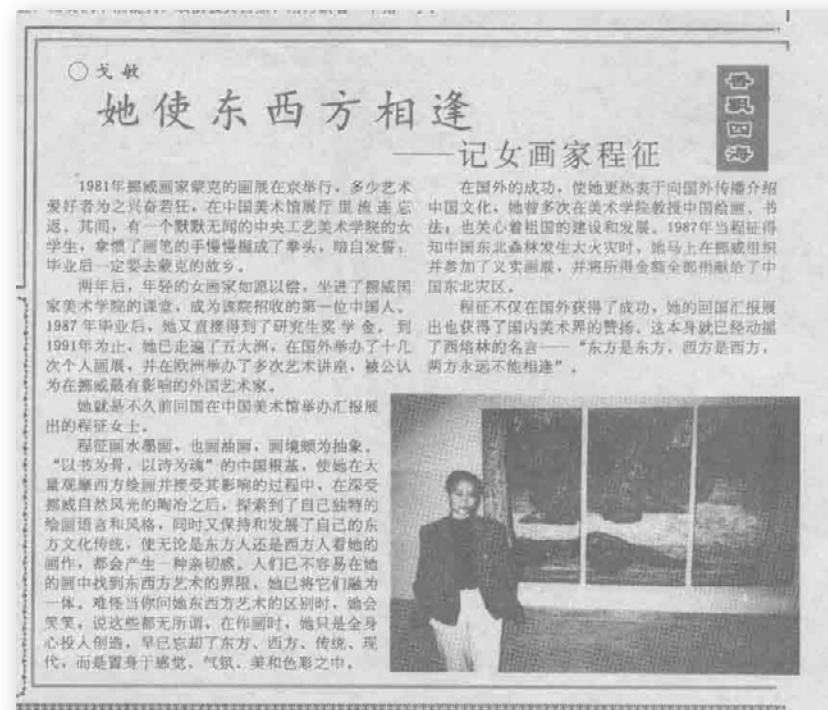 ○戈敏
她使东西方相逢
——记女画家程征
香飘四海
1981年挪威画家蒙克的画展在京举行，多少艺术
爱好者为之兴奋若狂，在中国美术馆展厅里流连忘
返。其间，有一个默默无闻的中央工艺美术学院的女
学生，拿惯了画笔的手慢慢握成了拳头，暗自发誓：
毕业后一定要去蒙克的故乡。
两年后，年轻的女画家如愿以偿，坐进了挪威国
家美术学院的课堂，成为该院招收的第一位中国人。
1987年毕业后，她又直接得到了研究生奖学金。到
1991年为止，她已走遍了五大洲，在国外举办了十几
次个人画展，并在欧洲举办了多次艺术讲座，被公认
为在挪威最有影响的外国艺术家。
她就是不久前回国在中国美术馆举办汇报展
出的程征女士。
程征画水墨画，也画油画，画境颇为抽象。
“以书为骨，以诗为魂”的中国根基，使她在大
量观摩西方绘画并接受其影响的过程中，在深受
挪威自然风光的陶冶之后，探索到了自己独特的
绘画语言和风格，同时又保持和发展了自己的东
方文化传统，使无论是东方人还是西方人看她的
画作，都会产生一种亲切感。人们已不容易在她
的画中找到东西方艺术的界限，她已将它们融为
一体。难怪当你问她东西方艺术的区别时，她会
笑笑，说这些都无所谓，在作画时，她只是全身
心投入创造，早已忘却了东方、西方、传统、现
代，而是置身于感觉、气氛、美和色彩之中。
在国外的成功，使她更热衷于向国外传播介绍
中国文化，她曾多次在美术学院教授中国绘画、书
法；也关心着祖国的建设和发展。1987年当程征得
知中国东北森林发生大火灾时，她马上在挪威组织
并参加了义卖画展，并将所得金额全部捐献给了中
国东北灾区。
程征不仅在国外获得了成功，她的回国汇报展
出也获得了国内美术界的赞扬。这本身就已经动摇
了西培林的名言——“东方是东方，西方是西方，
两方永远不能相逢”。